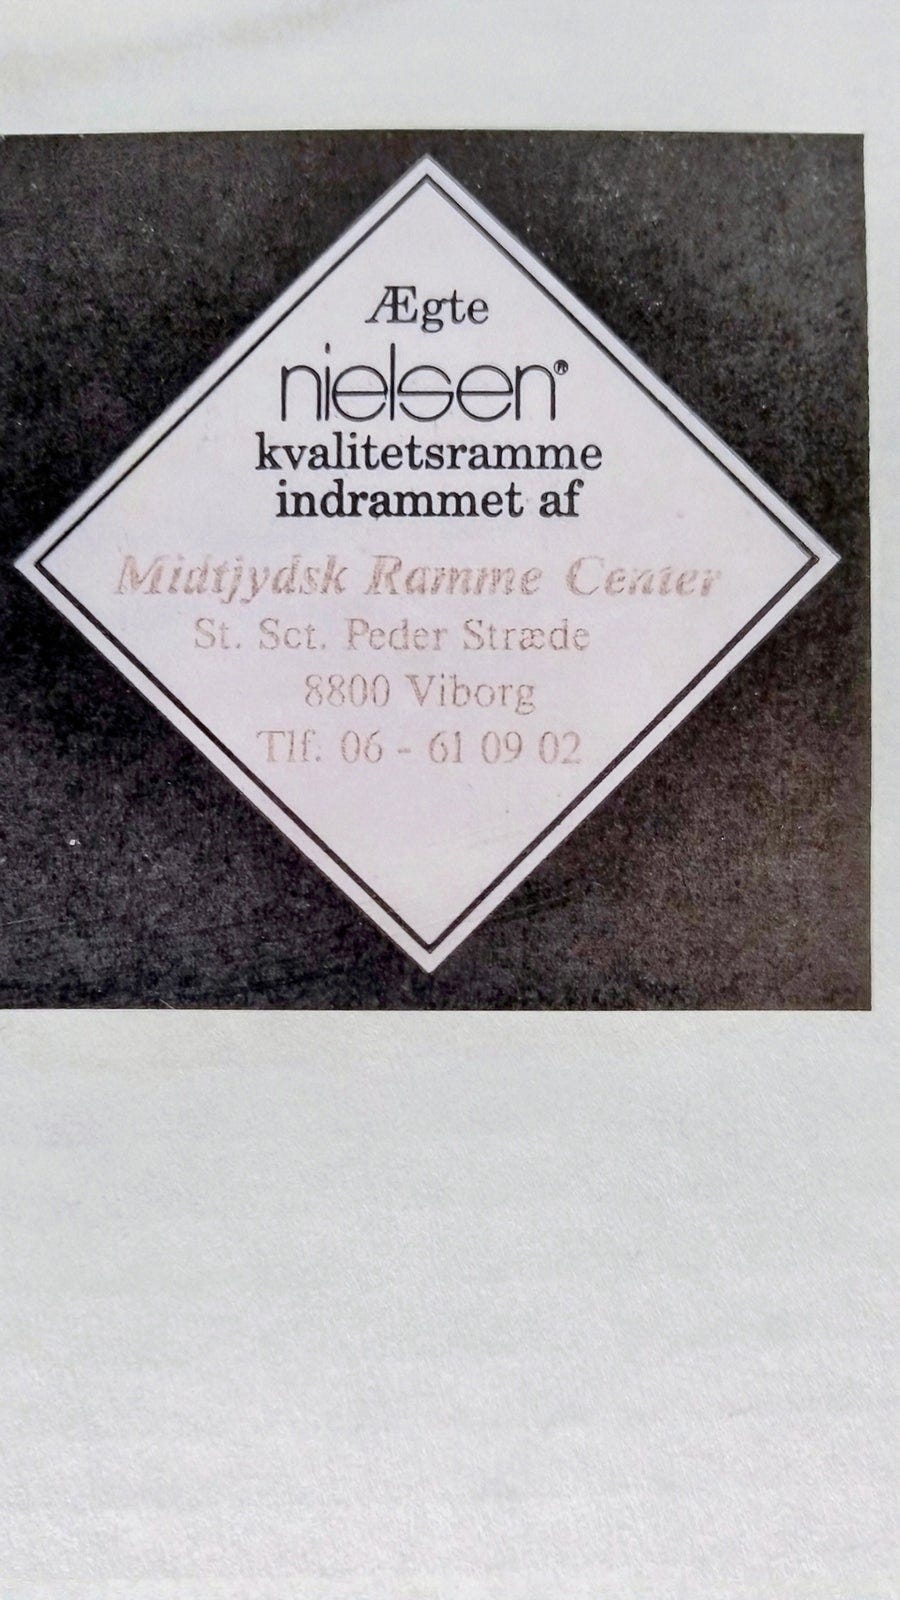 Ægte
nielsen®
kvalitetsramme
indrammet af
Midtjydsk Ramme Center
St. Sct. Peder Stræde
8800 Viborg
Tlf. 06 - 61 09 02